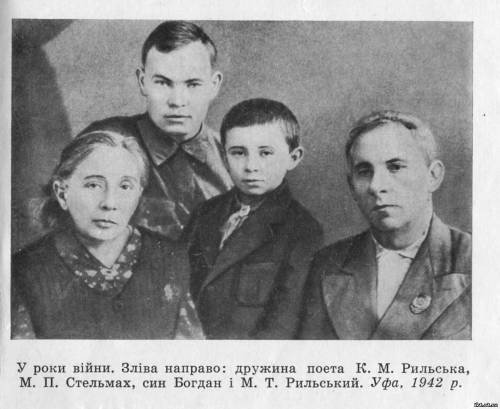 У роки війни. Зліва направо: дружина поета К. М. Рильська,
М. П. Стельмах, син Богдан і М. Т. Рильський. Уфа. 1942 р.